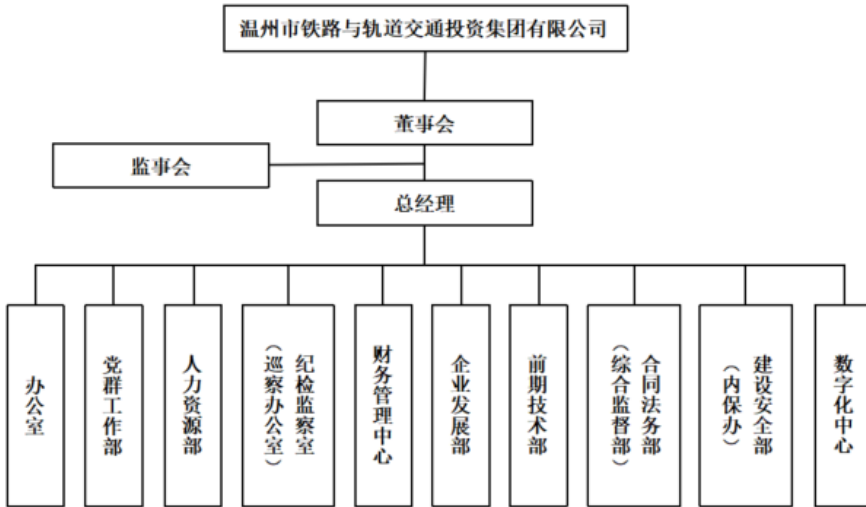 温州市铁路与轨道交通投资集团有限公司
董事会
监事会
总经理
办公室
党群工作部
人力资源部
纪检监察室
（巡察办公室）
财务管理中心
企业发展部
前期技术部
合同法务部
（综合监督部）
建设安全部
（内保办）
数字化中心